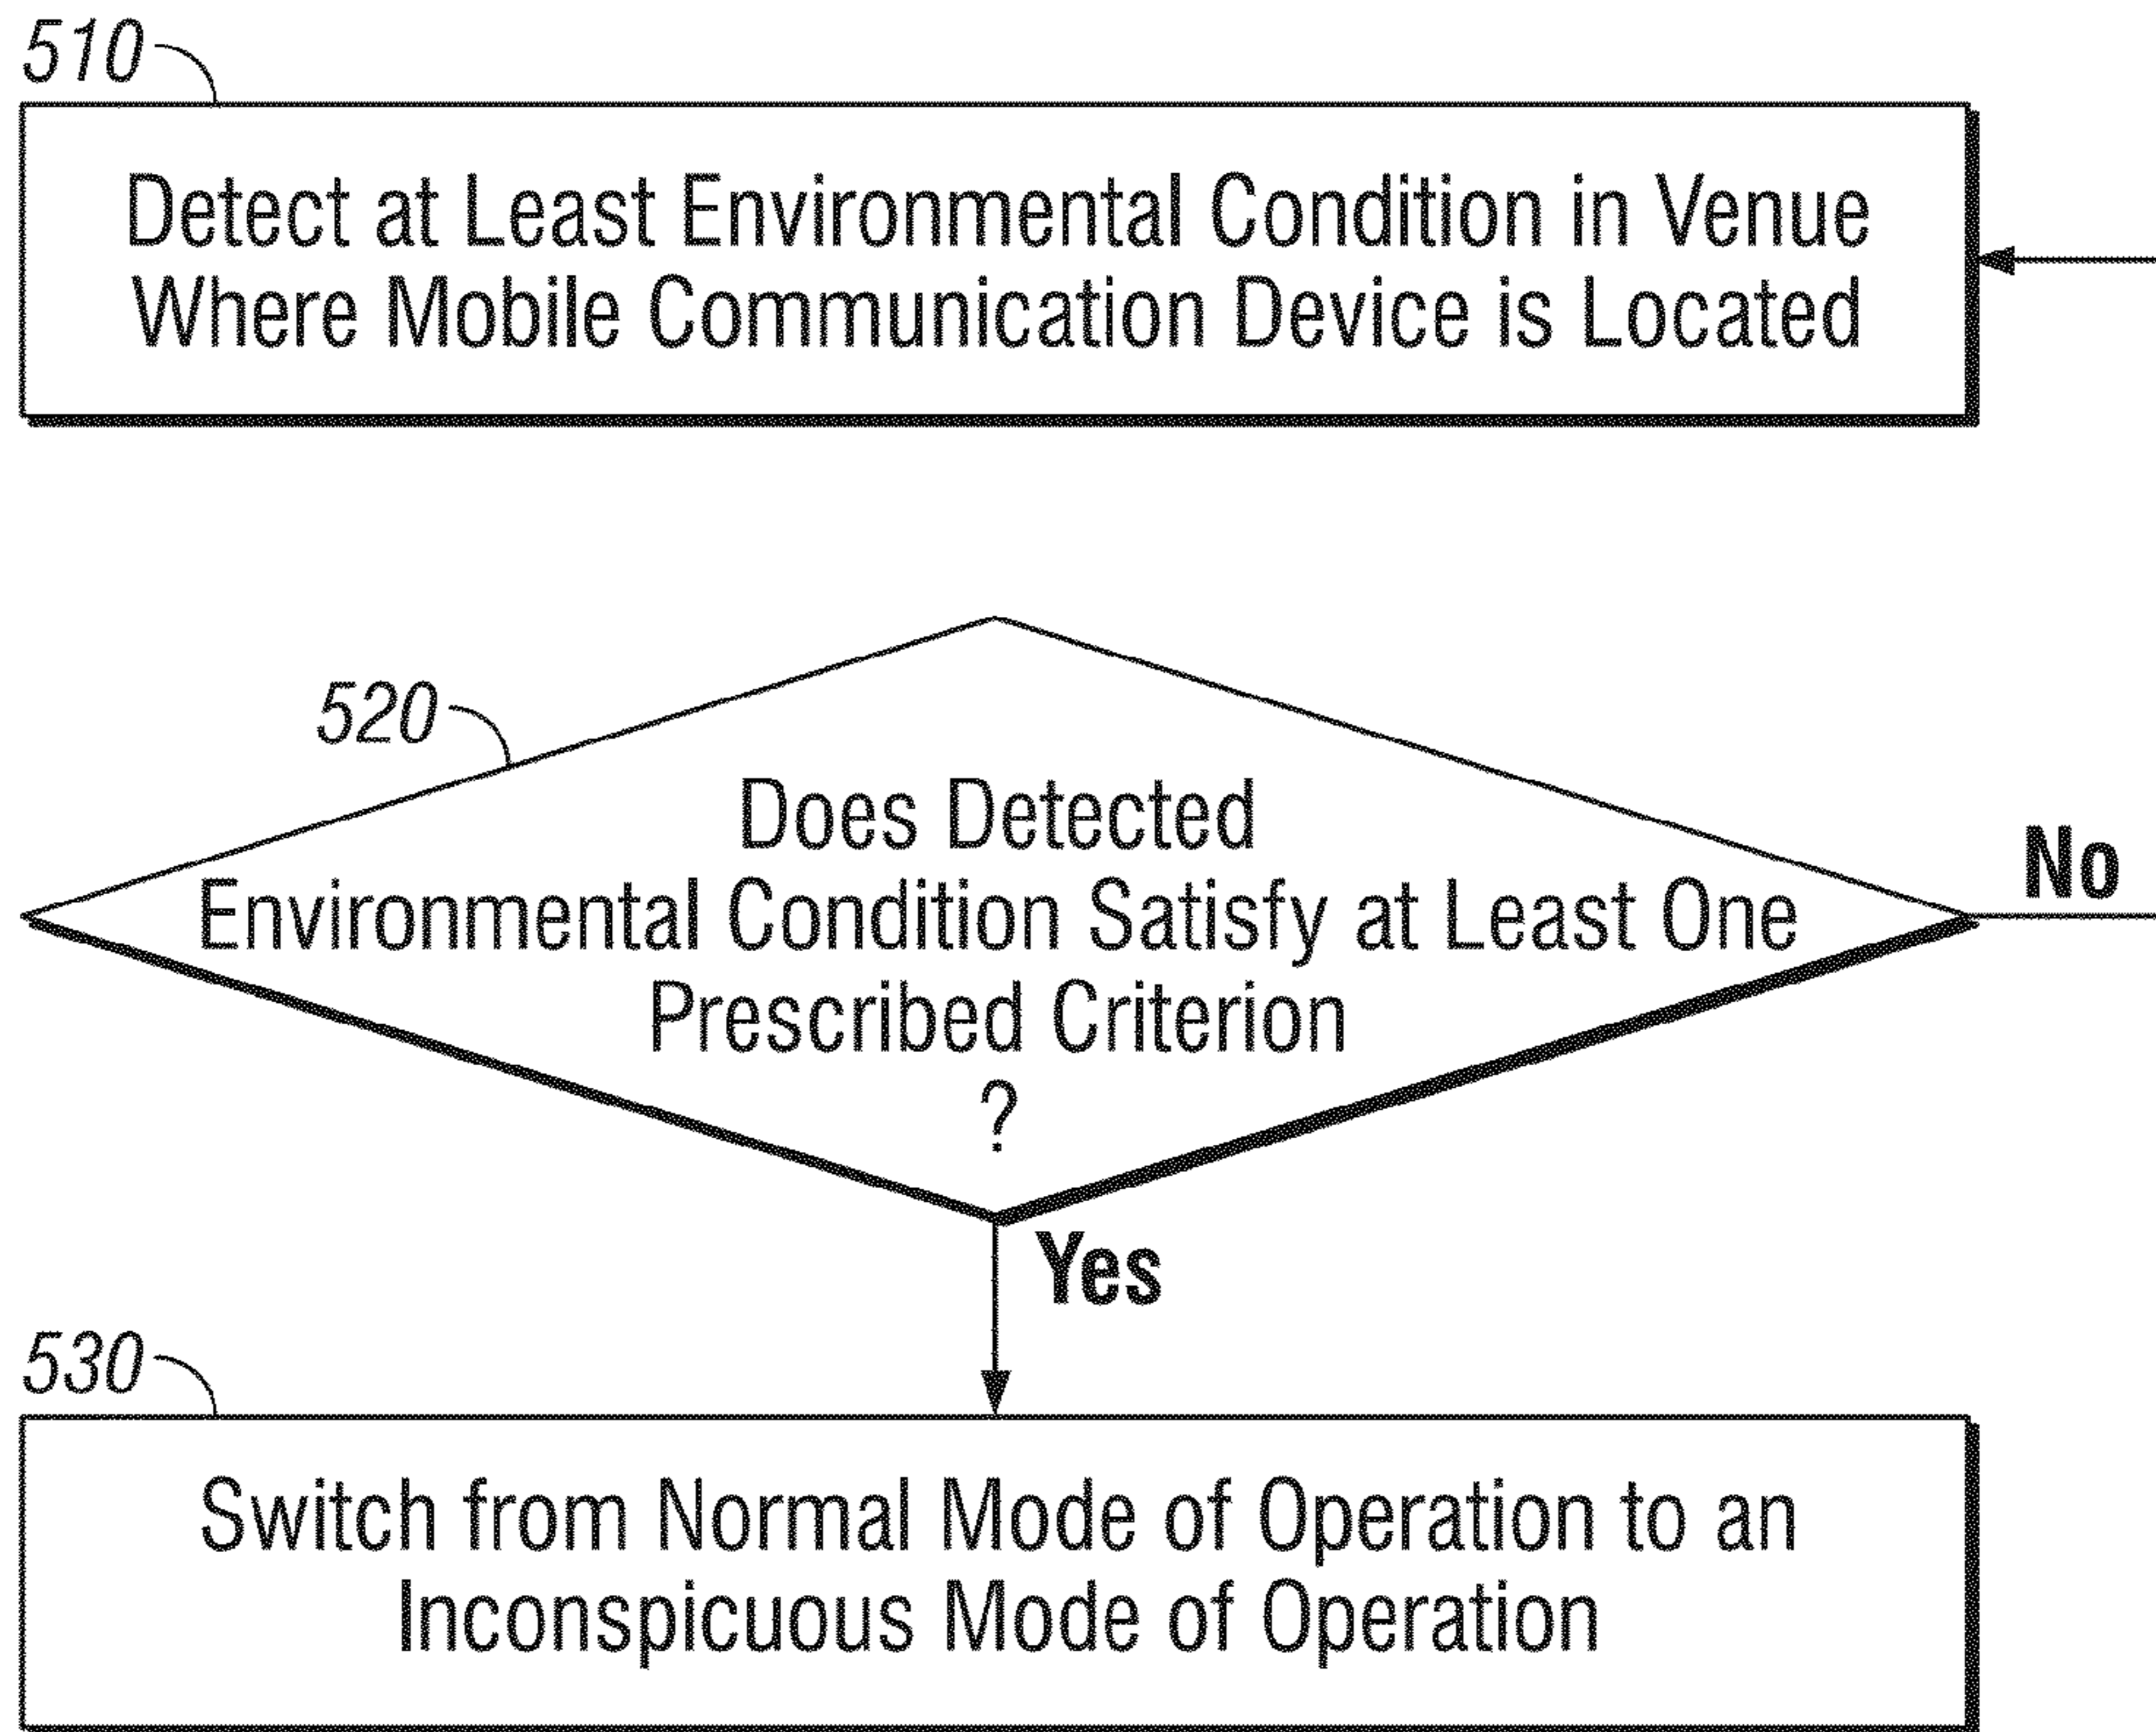 510
Detect at Least Environmental Condition in Venue
Where Mobile Communication Device is Located
520
Does Detected
Environmental Condition Satisfy at Least One
Prescribed Criterion
?
No
Yes
530
Switch from Normal Mode of Operation to an
Inconspicuous Mode of Operation